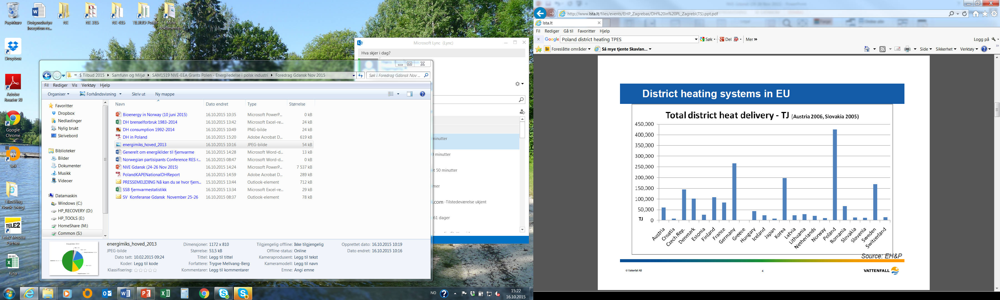 Papirkurv
Dolgoschelye
Inception re...
NE
NE 315
NE 415
TILBUD Polen
Mine
dokumenter...
Dropbox
Adobe
Reader XI
Google
Chrome
Søk
Tilkobling
Norsk Energi
TELE2
Tele2 Mobile
Partner
Kina
Microsoft Lync (Lync)
Hva skjer i dag?
minutter
minutter
et 50 minutter
mer
.com -Tilstedeværelse ukjent
61 dager
« $ Tilbud 2015 Samfunn og Miljø SAM1519 NVE-EEA Grants Polen - Energiledelse i polsk industri Foredrag Gdansk Nov 2015
Søk i Foredrag Gdansk Nov ...
Fil Rediger Vis Verktøy Hjelp
Organiser Forhåndsvisning Skriv ut Ny mappe
Favoritter
Dropbox
Nedlastinger
Nylig brukt
Skrivebord
Biblioteker
Bilder
Dokumenter
Musikk
Videoer
Datamaskin
Windows (C:)
HP_RECOVERY (D:)
HP_TOOLS (E:)
HomeShare (M:)
Common (S:)
Navn Dato endret Type Størrelse
Bioenergy in Norway (10 juni 2015) 16.10.2015 10:35 Microsoft PowerP... 0 kB
DH brenselforbruk 1983-2014 16.10.2015 13:42 Microsoft Excel-re... 24 kB
DH consumption 1992-2014 16.10.2015 10:49 PNG-bilde 24 kB
DH in Poland 16.10.2015 15:20 Adobe Acrobat D... 619 kB
energimiks_hoved_2013 16.10.2015 10:16 JPEG-bilde 54 kB
Generelt om energikilder til fjernvarme 16.10.2015 14:28 Microsoft Word-d... 13 kB
Norwegian partisipants Conference RES r... 16.10.2015 08:47 Microsoft Word-d... 0 kB
NVE Gdansk (24-26 Nov 2015) 16.10.2015 14:24 Microsoft PowerP... 7 537 kB
PolandKAPENationalDHReport 16.10.2015 14:59 Adobe Acrobat D... 289 kB
PRESSEMELIDING Nå kan du se hvor fjern... 15.10.2015 13:44 Outlook-element 712 kB
SSB fjernvarmestatistikk 16.10.2015 13:34 Microsoft Excel-re... 29 kB
SV Konferanse Gdansk November 25-26 16.10.2015 08:37 Outlook-element 78 kB
energimiks_hoved_2013
JPEG-bilde
Dato tatt: 10.02.2015 09:24
Koder: Legg til kode
Klassifisering:
Dimensjoner: 1172 x 810
Størrelse: 53,5 kB
Tittel: Legg til tittel
Forfattere: Trygve Mellvang-Berg
Kommentarer: Legg til kommentarer
Tilgjengelig offline: Ikke tilgjengelig
Offline-status: Online
Kameraprodusent: Legg til tekst
Kameramodell: Legg til navn
Emne: Angi emne
Opprettet dato: 16.10.2015 10:19
Dato endret: 16.10.2015 10:16
NO
15:22
16.10.2015
http://www.lsta.lt/files/events/EHP_Zagrebas/DH%20in%20PL_Zagrebl(TS).ppt.pdf
lsta.lt
Fil Rediger Gå til Favoritter Hjelp
x Google Poland district heating TPES Søk Del Mer » Logg på
Foreslåtte områder Så mye tjente Skavlan... Side Sikkerhet Verktøy
District heating systems in EU
Total district heat delivery - TJ (Austria 2006, Slovakia 2005)
450,000
400,000
350,000
300,000
250,000
200,000
150,000
100,000
50,000
TJ 0
Austria
Croatia
Czech Rep.
Denmark
Estonia
Finland
France
Germany
Greece
Hungary
Iceland
Japan
Korea
Latvia
Lithuania
Netherlands
Norway
Poland
Romania
Slovakia
Slovenia
Sweden
Switzerland
Source: EH&P
© Vattenfall AB
4
VATTENFALL